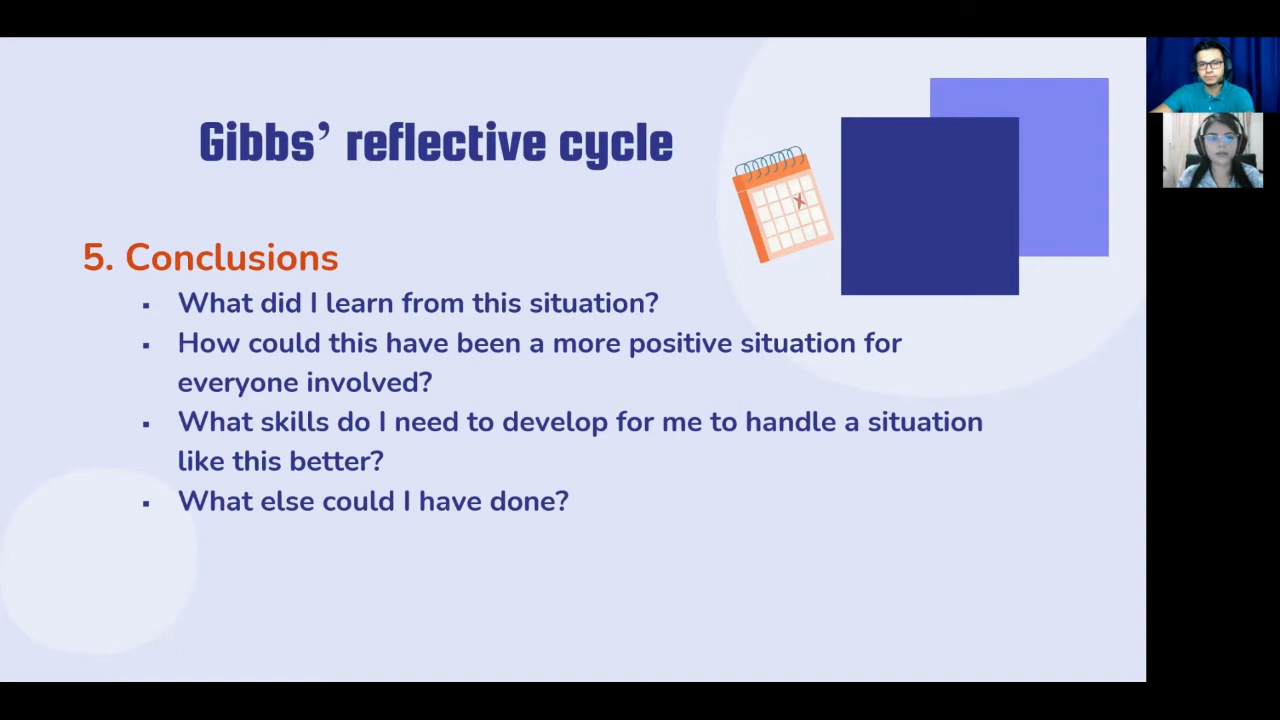 Gibbs’ reflective cycle
5. Conclusions
▪ What did I learn from this situation?
▪ How could this have been a more positive situation for
everyone involved?
▪ What skills do I need to develop for me to handle a situation
like this better?
▪ What else could I have done?